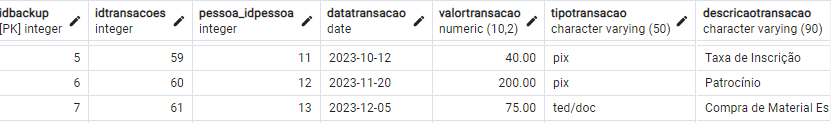 idbackup idtransacoes pessoa_idpessoa datatransacao valortransacao tipotransacao descricaotransacao
[PK] integer integer integer date numeric (10,2) character varying (50) character varying (90)
5 59 11 2023-10-12 40.00 pix Taxa de Inscrição
6 60 12 2023-11-20 200.00 pix Patrocínio
7 61 13 2023-12-05 75.00 ted/doc Compra de Material Es